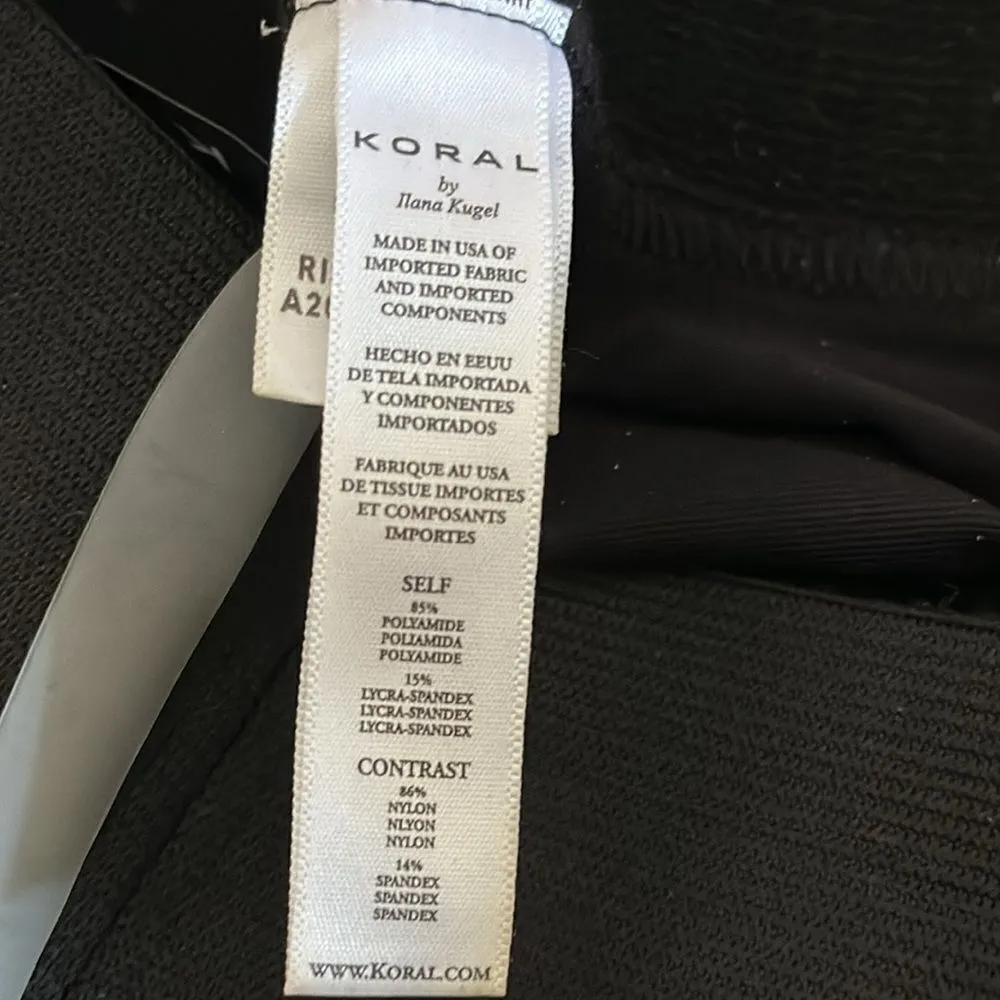 KORAL
by
Ilana Kugel
MADE IN USA OF
IMPORTED FABRIC
AND IMPORTED
COMPONENTS
HECHO EN EEUU
DE TELA IMPORTADA
Y COMPONENTES
IMPORTADOS
FABRIQUE AU USA
DE TISSUE IMPORTES
ET COMPOSANTS
IMPORTES
SELF
85%
POLYAMIDE
POLIAMIDA
POLYAMIDE
15%
LYCRA-SPANDEX
LYCRA-SPANDEX
LYCRA-SPANDEX
CONTRAST
86%
NYLON
NLYON
NYLON
14%
SPANDEX
SPANDEX
SPANDEX
WWW.KORAL.COM